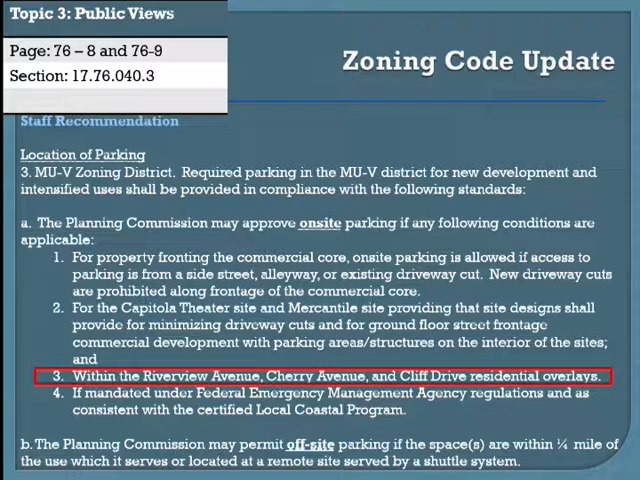 Topic 3: Public Views
Page: 76 – 8 and 76-9
Section: 17.76.040.3
Zoning Code Update
Staff Recommendation
Location of Parking
3. MU-V Zoning District. Required parking in the MU-V district for new development and
intensified uses shall be provided in compliance with the following standards:
a. The Planning Commission may approve onsite parking if any following conditions are
applicable:
1. For property fronting the commercial core, onsite parking is allowed if access to
parking is from a side street, alleyway, or existing driveway cut. New driveway cuts
are prohibited along frontage of the commercial core.
2. For the Capitola Theater site and Mercantile site providing that site designs shall
provide for minimizing driveway cuts and for ground floor street frontage
commercial development with parking areas/structures on the interior of the sites;
and
3. Within the Riverview Avenue, Cherry Avenue, and Cliff Drive residential overlays.
4. If mandated under Federal Emergency Management Agency regulations and as
consistent with the certified Local Coastal Program.
b. The Planning Commission may permit off-site parking if the space(s) are within ¼ mile of
the use which it serves or located at a remote site served by a shuttle system.